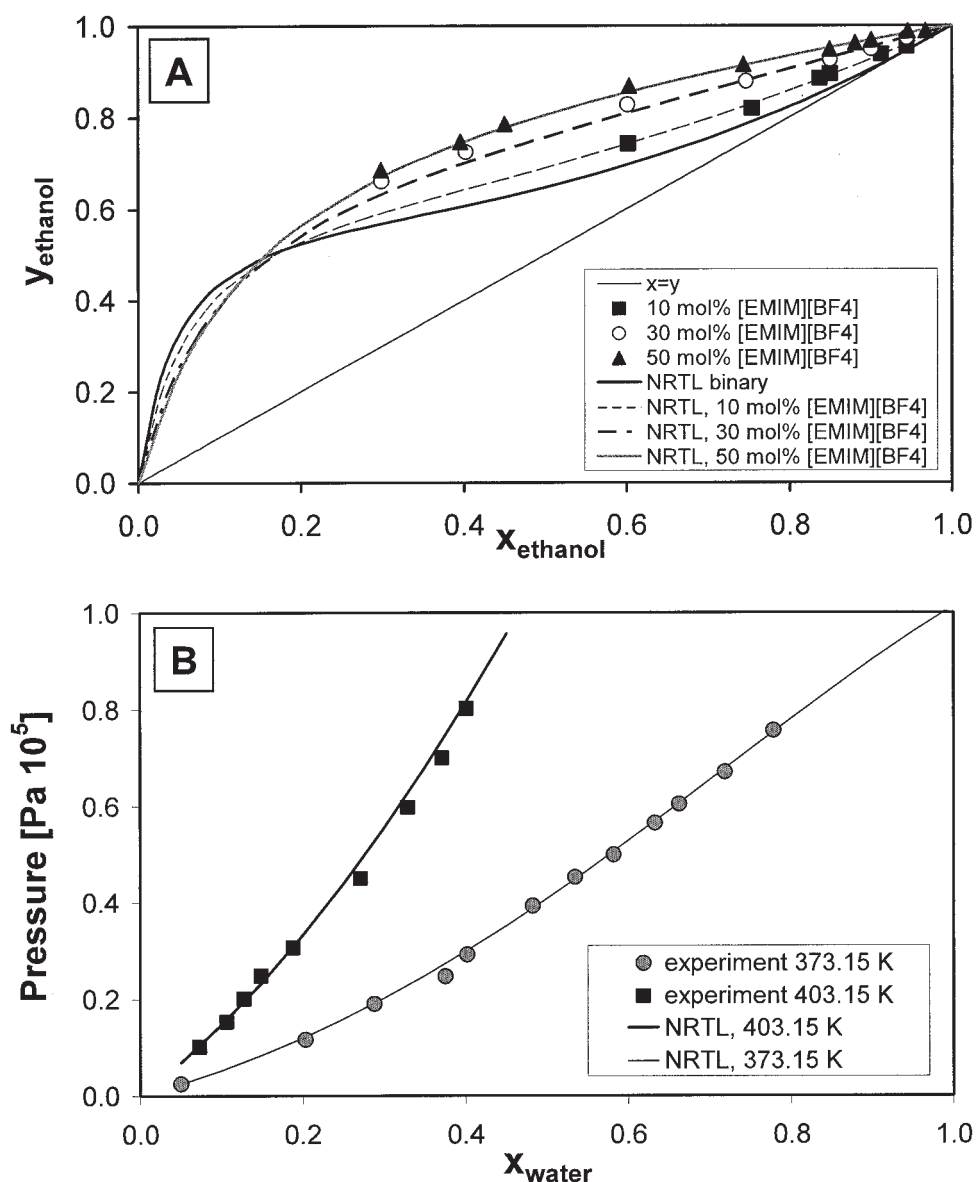 A
1.0
0.8
0.6
0.4
0.2
0.0
yethanol
x=y
10 mol% [EMIM][BF4]
30 mol% [EMIM][BF4]
50 mol% [EMIM][BF4]
NRTL binary
NRTL, 10 mol% [EMIM][BF4]
NRTL, 30 mol% [EMIM][BF4]
NRTL, 50 mol% [EMIM][BF4]
0.0 0.2 0.4 0.6 0.8 1.0
xethanol
B
1.0
0.8
0.6
0.4
0.2
0.0
Pressure [Pa 10^5]
experiment 373.15 K
experiment 403.15 K
NRTL, 403.15 K
NRTL, 373.15 K
0.0 0.2 0.4 0.6 0.8 1.0
xwater